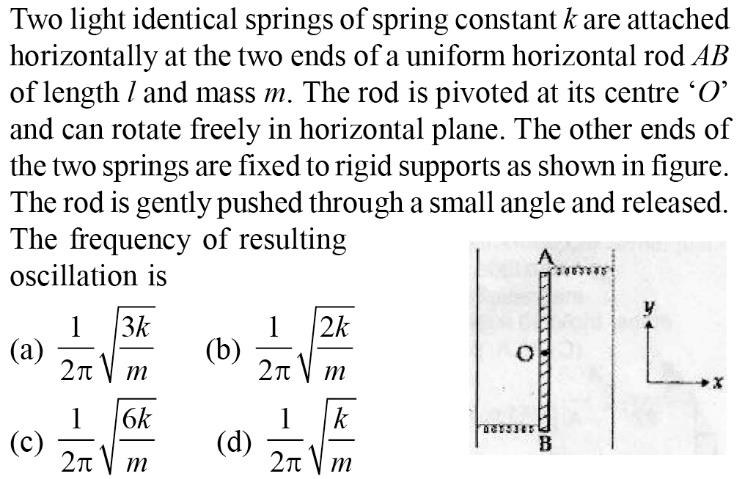 Two light identical springs of spring constant k are attached
horizontally at the two ends of a uniform horizontal rod AB
of length l and mass m. The rod is pivoted at its centre ‘O’
and can rotate freely in horizontal plane. The other ends of
the two springs are fixed to rigid supports as shown in figure.
The rod is gently pushed through a small angle and released.
The frequency of resulting
oscillation is
(a) 1/2π √(3k/m) (b) 1/2π √(2k/m)
(c) 1/2π √(6k/m) (d) 1/2π √(k/m)
A
y
O
x
B